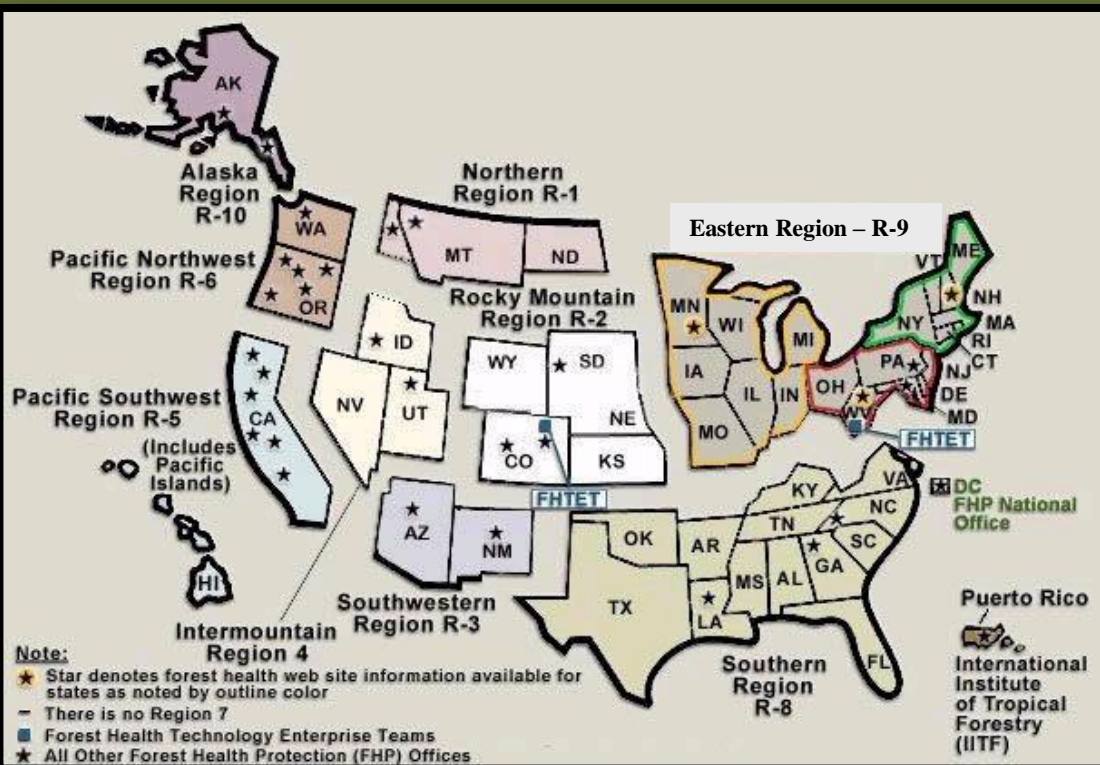 AK
Alaska
Region
R-10
Northern
Region R-1
WA
MT
ND
Pacific Northwest
Region R-6
OR
Rocky Mountain
Region R-2
Eastern Region – R-9
ME
VT
NH
MA
RI
CT
NY
MN
WI
MI
IA
IL
IN
OH
PA
NJ
DE
MD
WV
MO
FHTET
ID
WY
SD
NE
NV
UT
CO
KS
FHTET
Pacific Southwest
Region R-5
(Includes
Pacific
Islands)
CA
HI
AZ
NM
Southwestern
Region R-3
Intermountain
Region 4
OK
TX
AR
LA
KY
TN
MS
AL
GA
VA
NC
SC
FL
Southern
Region
R-8
DC
FHP National
Office
Puerto Rico
International
Institute
of Tropical
Forestry
(IITF)
Note:
Star denotes forest health web site information available for
states as noted by outline color
– There is no Region 7
Forest Health Technology Enterprise Teams
All Other Forest Health Protection (FHP) Offices